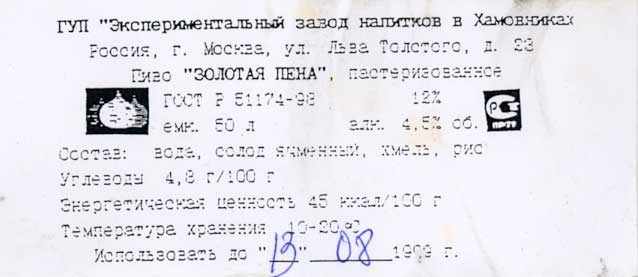 ГУП "Экспериментальный завод напитков в Хамовниках
Россия, г. Москва, ул. Льва Толстого, д. 23
Пиво "ЗОЛОТАЯ ПЕНА", пастеризованное
ГОСТ Р 51174-98 12%
емк. 50 л алк. 4,5% об.
Состав: вода, солод ячменный, хмель, рис
Углеводы 4,8 г/100 г
Энергетическая ценность 45 ккал/100 г
Температура хранения 10-20°С
Использовать до "13" 08 1999 г.